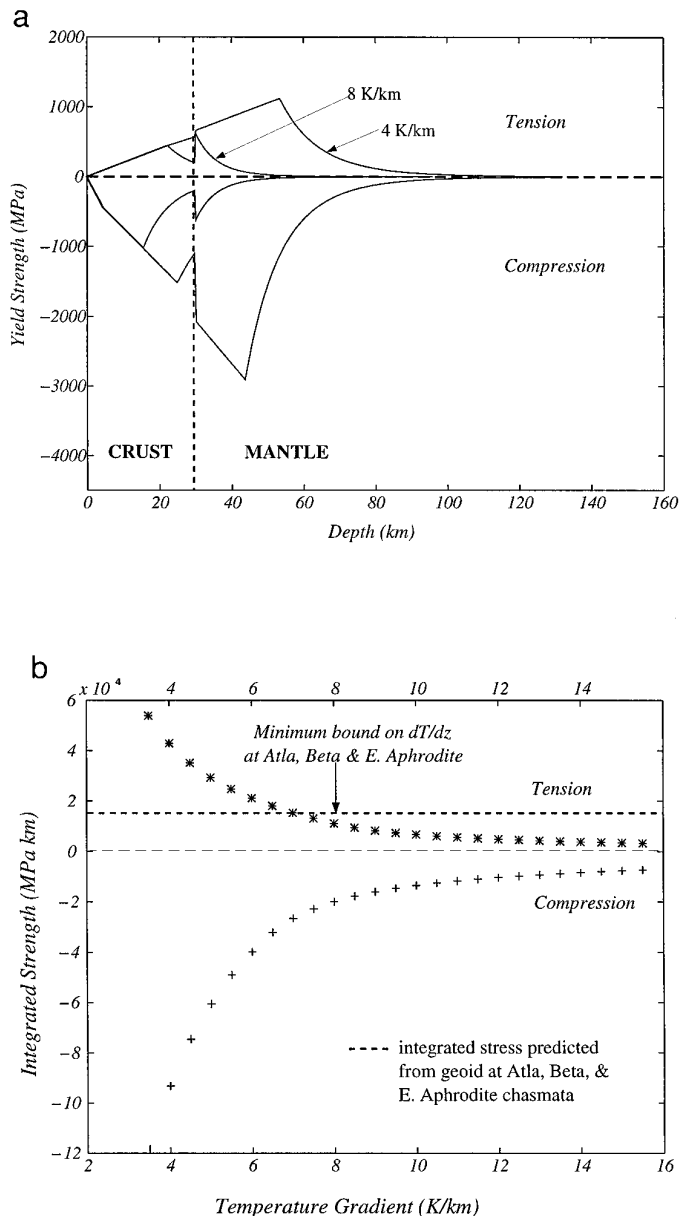 a
2000
1000
0
−1000
−2000
−3000
−4000
Yield Strength (MPa)
8 K/km
4 K/km
Tension
Compression
CRUST
MANTLE
0
20
40
60
80
100
120
140
160
Depth (km)
b
x 10 4
4
6
8
10
12
14
6
4
2
0
−2
−4
−6
−8
−10
−12
Integrated Strength (MPa km)
Minimum bound on dT/dz
at Atla, Beta & E. Aphrodite
Tension
Compression
integrated stress predicted
from geoid at Atla, Beta, &
E. Aphrodite chasmata
2
4
6
8
10
12
14
16
Temperature Gradient (K/km)